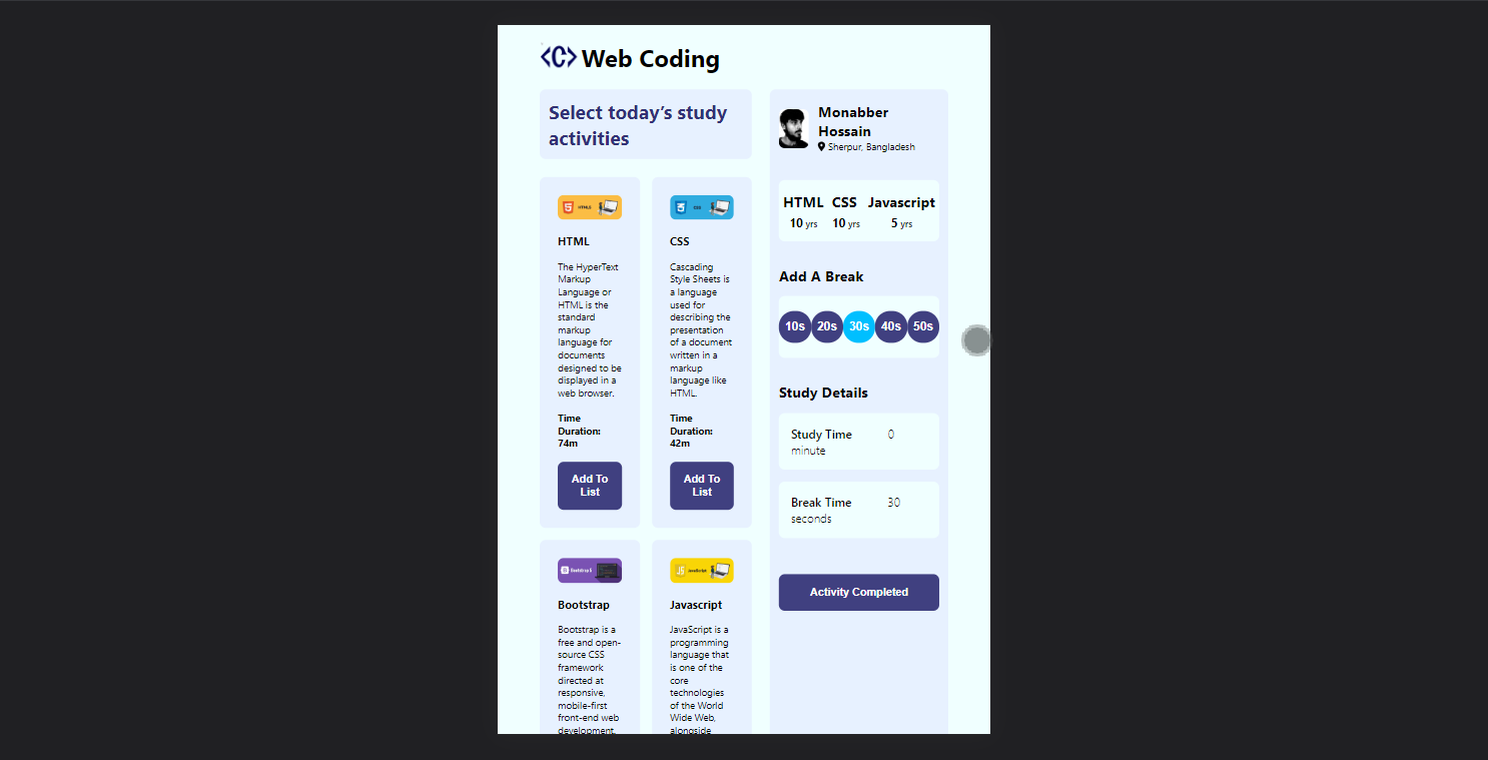 <C> Web Coding
Select today’s study
activities
HTML
The HyperText
Markup
Language or
HTML is the
standard
markup
language for
documents
designed to be
displayed in a
web browser.
Time
Duration:
74m
Add To
List
CSS
Cascading
Style Sheets is
a language
used for
describing the
presentation
of a document
written in a
markup
language like
HTML.
Time
Duration:
42m
Add To
List
Bootstrap 5
Bootstrap
Bootstrap is a
free and open-
source CSS
framework
directed at
responsive,
mobile-first
front-end web
development,
JS JavaScript
Javascript
JavaScript is a
programming
language that
is one of the
core
technologies
of the World
Wide Web,
alongside
Monabber
Hossain
Sherpur, Bangladesh
HTML CSS Javascript
10 yrs 10 yrs 5 yrs
Add A Break
10s 20s 30s 40s 50s
Study Details
Study Time 0
minute
Break Time 30
seconds
Activity Completed